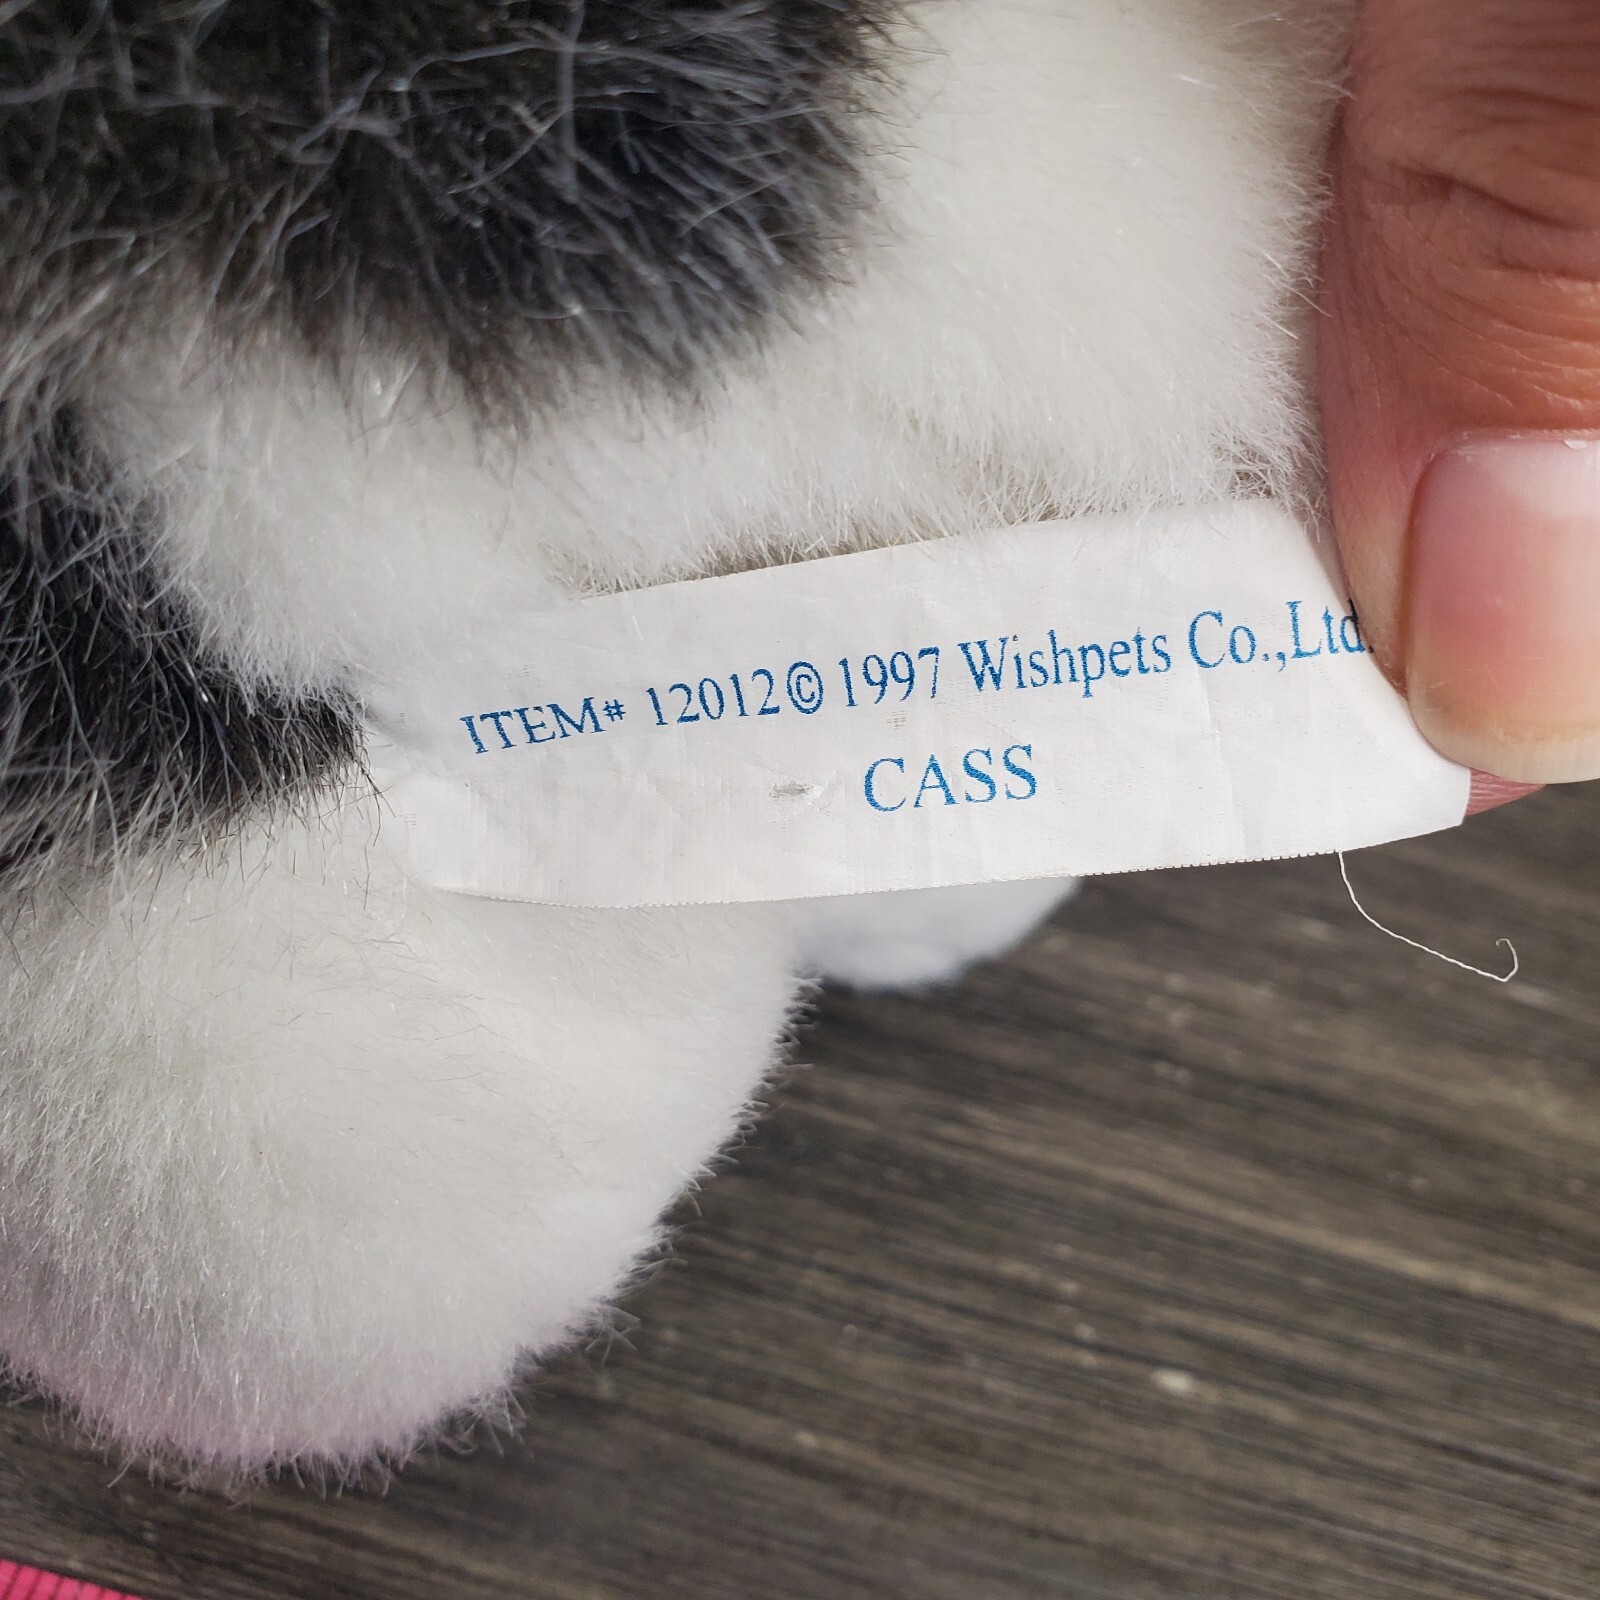 ITEM# 12012 © 1997 Wishpets Co.,Ltd.
CASS